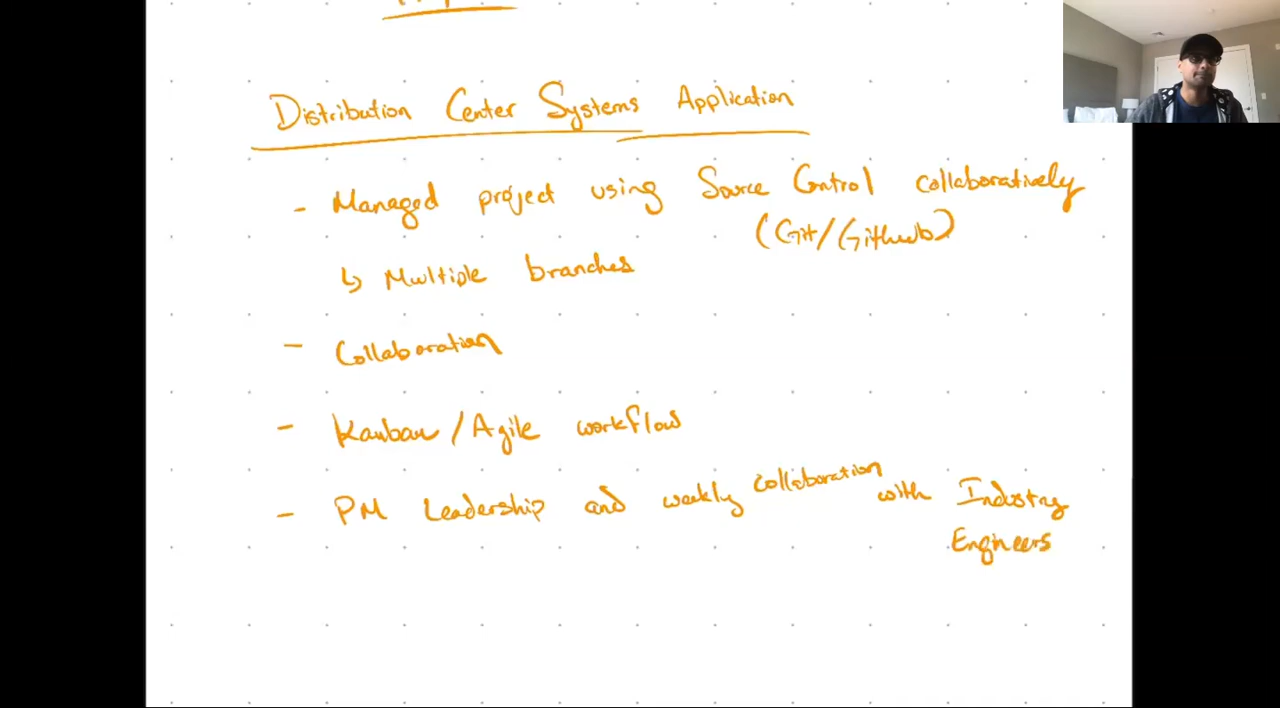 Distribution Center Systems Application
- Managed project using Source Control collaboratively
(Git/Github)
↳ Multiple branches
- Collaboration
- Kanban/Agile workflow
- PM Leadership and weekly collaboration with Industry
Engineers